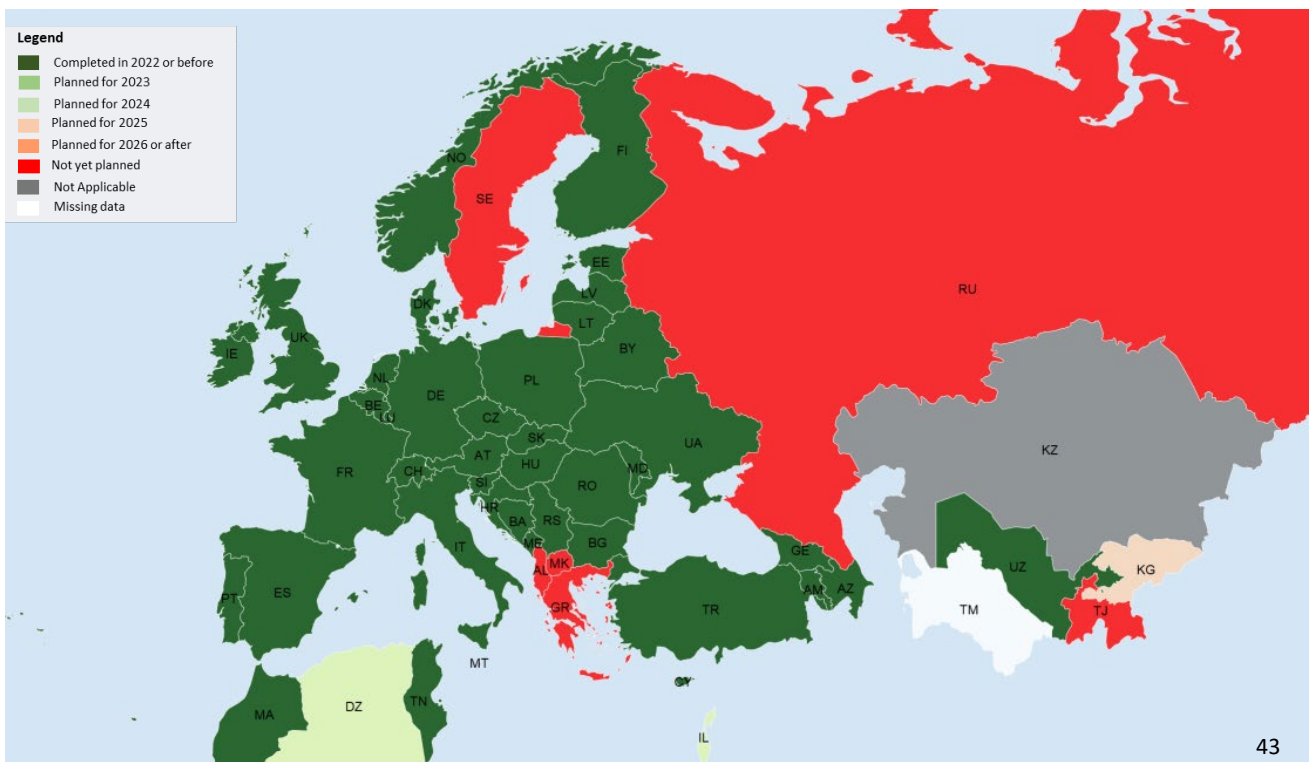 Legend
Completed in 2022 or before
Planned for 2023
Planned for 2024
Planned for 2025
Planned for 2026 or after
Not yet planned
Not Applicable
Missing data
NO
FI
SE
EE
RU
LV
DK
LT
UK
IE
BY
NL
PL
DE
BE
LU
CZ
SK
UA
KZ
FR
AT
HU
MD
CH
SI
RO
HR
BA
RS
IT
ME
BG
GE
AL
MK
UZ
KG
PT
ES
GR
AM
AZ
TR
TM
TJ
MT
CY
DZ
TN
MA
IL
43